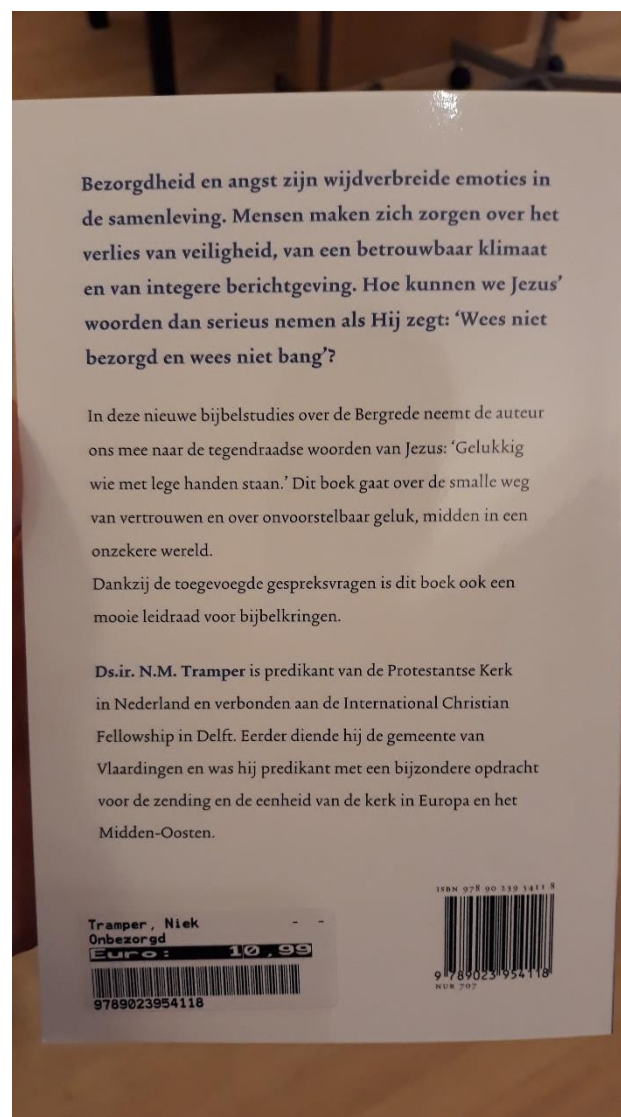 Bezorgdheid en angst zijn wijdverbreide emoties in
de samenleving. Mensen maken zich zorgen over het
verlies van veiligheid, van een betrouwbaar klimaat
en van integere berichtgeving. Hoe kunnen we Jezus’
woorden dan serieus nemen als Hij zegt: ‘Wees niet
bezorgd en wees niet bang’?
In deze nieuwe bijbelstudies over de Bergrede neemt de auteur
ons mee naar de tegendraadse woorden van Jezus: ‘Gelukkig
wie met lege handen staan.’ Dit boek gaat over de smalle weg
van vertrouwen en over onvoorstelbaar geluk, midden in een
onzekere wereld.
Dankzij de toegevoegde gespreksvragen is dit boek ook een
mooie leidraad voor bijbelkringen.
Ds.ir. N.M. Tramper is predikant van de Protestantse Kerk
in Nederland en verbonden aan de International Christian
Fellowship in Delft. Eerder diende hij de gemeente van
Vlaardingen en was hij predikant met een bijzondere opdracht
voor de zending en de eenheid van de kerk in Europa en het
Midden-Oosten.
Tramper, Niek - -
Onbezorgd
Euro: 10,99
9789023954118
ISBN 978 90 239 5411 8
9 789023 954118
NUR 707